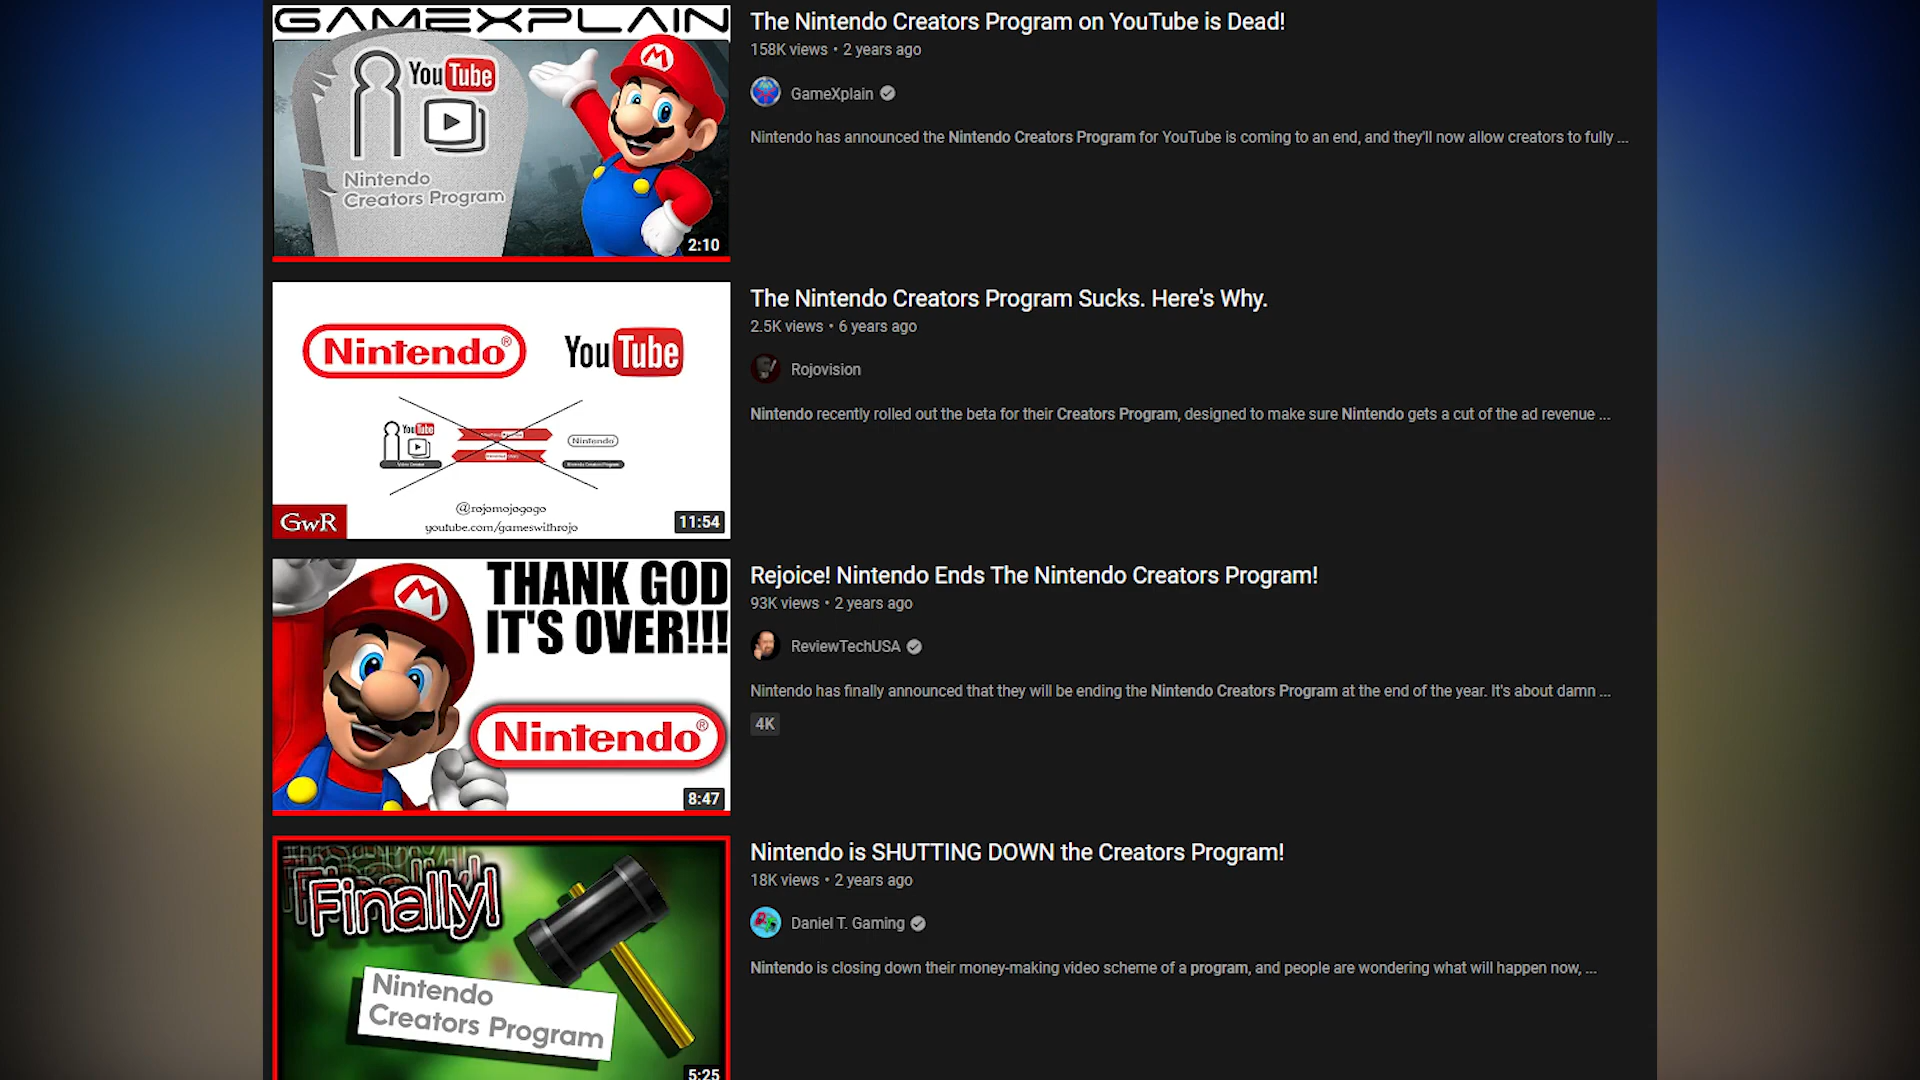 GAMEXPLAIN
YouTube
Nintendo
Creators Program
2:10
The Nintendo Creators Program on YouTube is Dead!
158K views • 2 years ago
GameXplain
Nintendo has announced the Nintendo Creators Program for YouTube is coming to an end, and they'll now allow creators to fully ...
Nintendo®
YouTube
YouTube
Nintendo
@rojomojogogo
youtube.com/gameswithrojo
GwR
11:54
The Nintendo Creators Program Sucks. Here's Why.
2.5K views • 6 years ago
Rojovision
Nintendo recently rolled out the beta for their Creators Program, designed to make sure Nintendo gets a cut of the ad revenue ...
M
THANK GOD
IT'S OVER!!!
Nintendo®
8:47
Rejoice! Nintendo Ends The Nintendo Creators Program!
93K views • 2 years ago
ReviewTechUSA
Nintendo has finally announced that they will be ending the Nintendo Creators Program at the end of the year. It's about damn ...
4K
Finally!
Nintendo
Creators Program
5:25
Nintendo is SHUTTING DOWN the Creators Program!
18K views • 2 years ago
Daniel T. Gaming
Nintendo is closing down their money-making video scheme of a program, and people are wondering what will happen now, ...